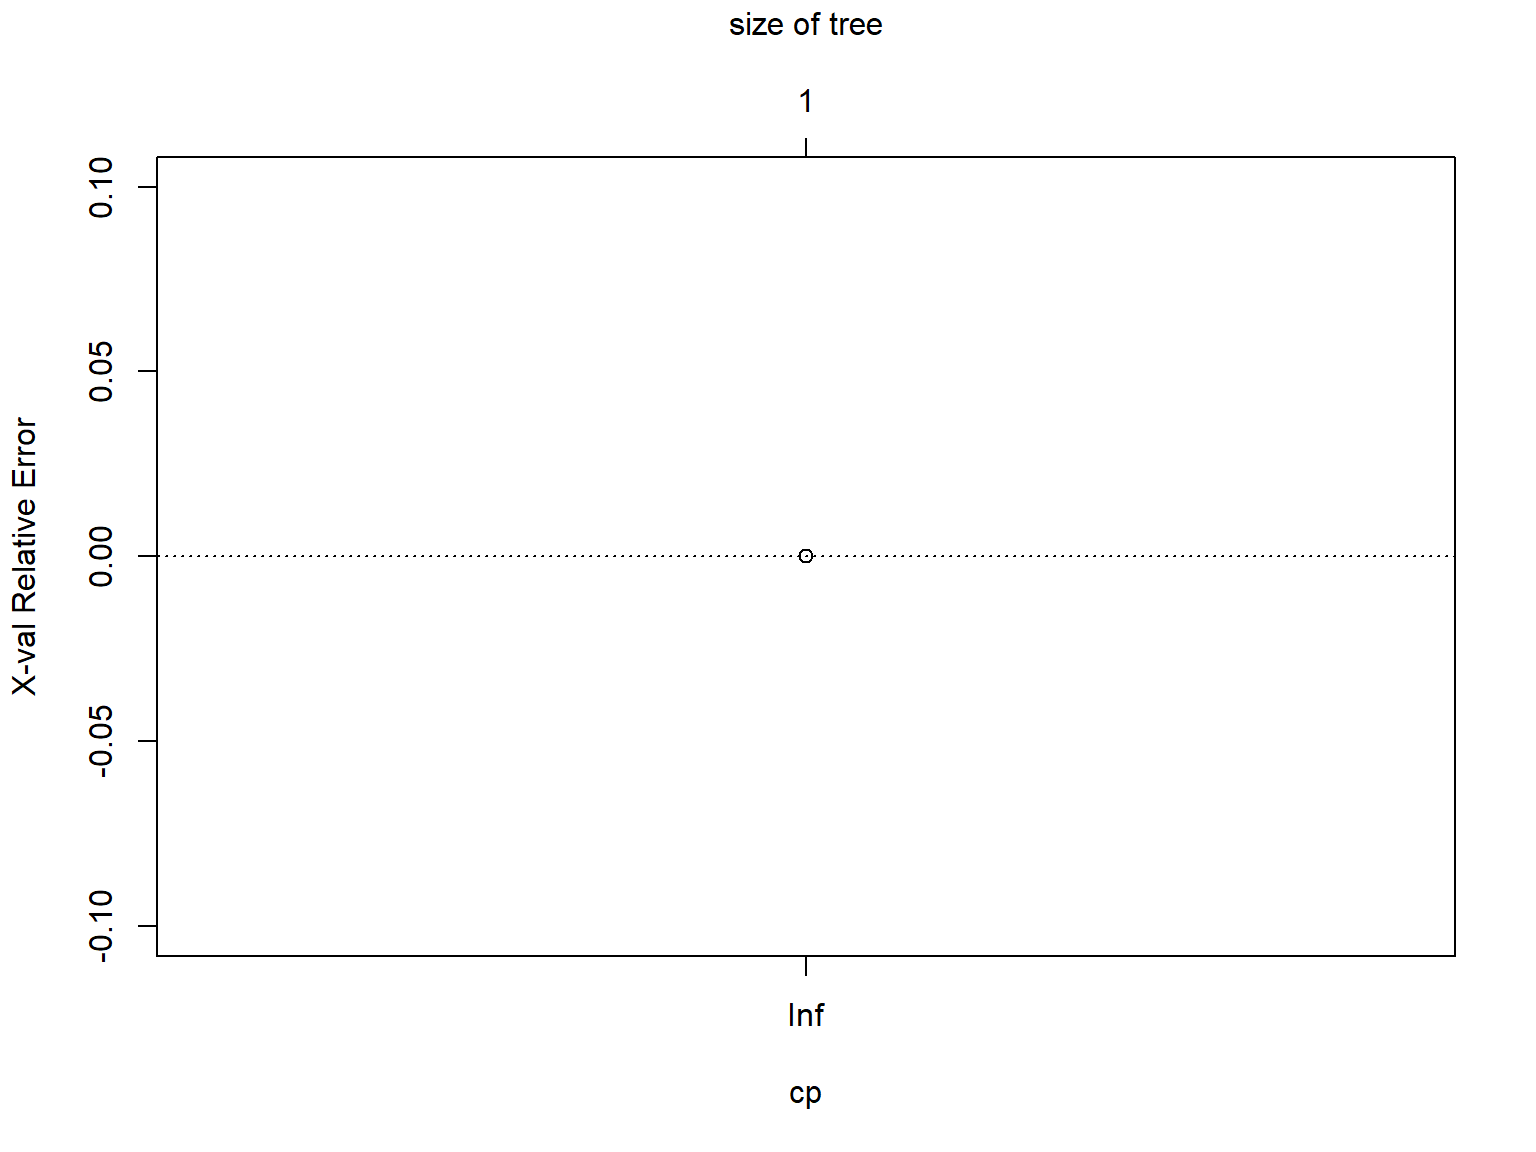 size of tree
1
0.10
0.05
0.00
-0.05
-0.10
X-val Relative Error
Inf
cp